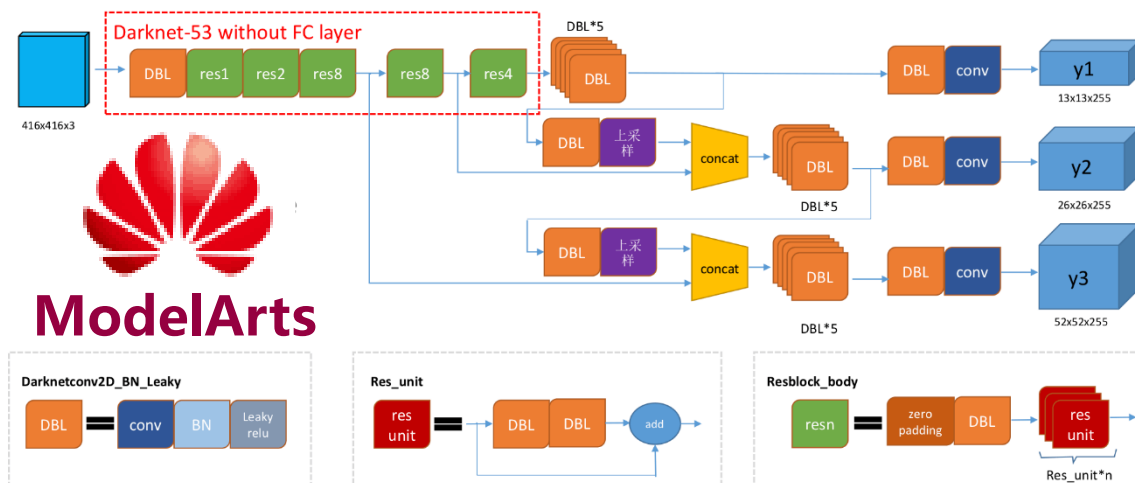 Darknet-53 without FC layer
DBL*5
DBL
res1
res2
res8
res8
res4
DBL
DBL
conv
y1
416x416x3
13x13x255
DBL
上采
样
concat
DBL
DBL
conv
y2
DBL*5
26x26x255
DBL
上采
样
concat
DBL
DBL
conv
y3
ModelArts
DBL*5
52x52x255
Darknetconv2D_BN_Leaky
DBL
conv
BN
Leaky
relu
Res_unit
res
unit
DBL
DBL
add
Resblock_body
resn
zero
padding
DBL
res
unit
Res_unit*n